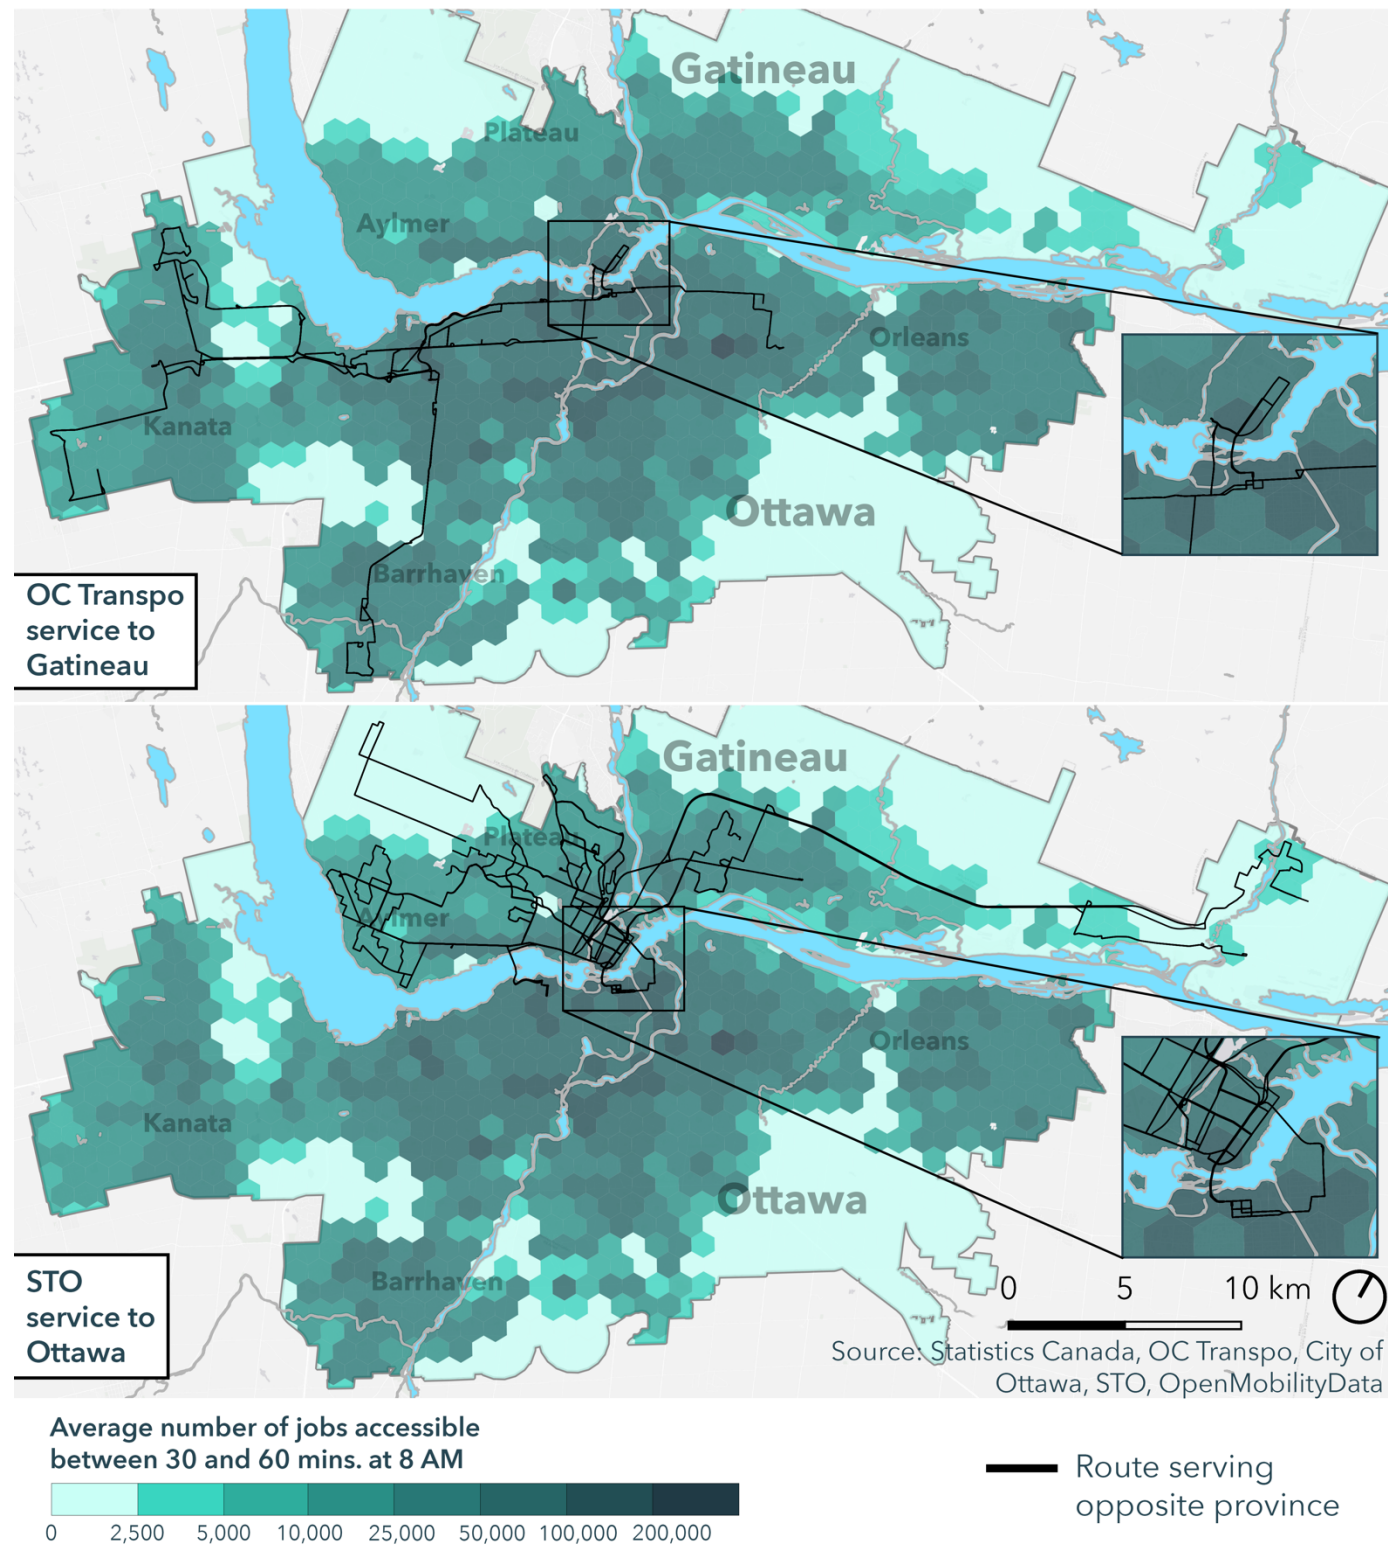 Gatineau
Plateau
Aylmer
Orleans
Kanata
Ottawa
Barrhaven
OC Transpo
service to
Gatineau
Gatineau
Plateau
Aylmer
Orleans
Kanata
Ottawa
Barrhaven
STO
service to
Ottawa
0 5 10 km
Source: Statistics Canada, OC Transpo, City of
Ottawa, STO, OpenMobilityData
Average number of jobs accessible
between 30 and 60 mins. at 8 AM
0 2,500 5,000 10,000 25,000 50,000 100,000 200,000
Route serving
opposite province